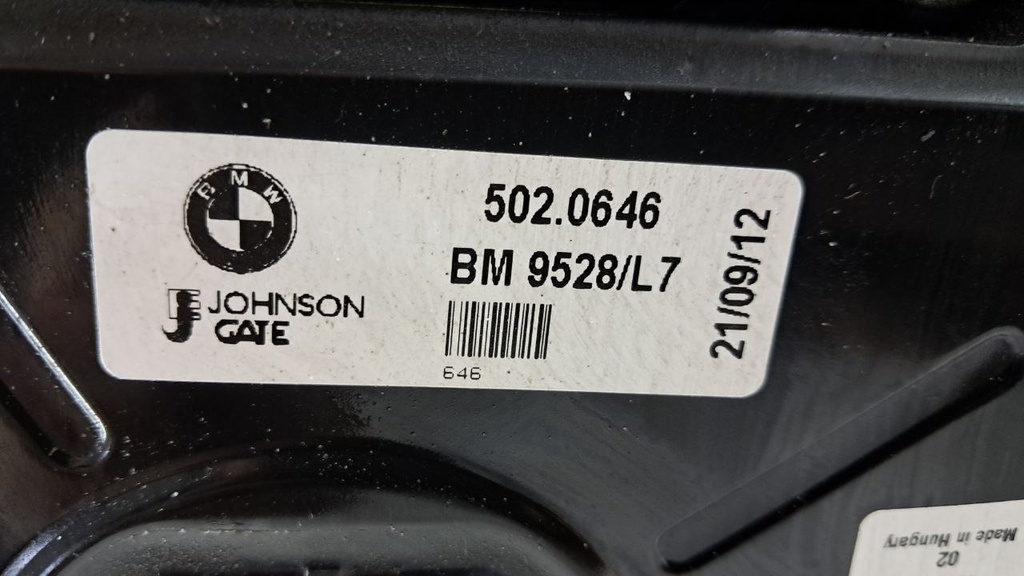 BMW
502.0646
BM 9528/L7
JOHNSON
GATE
646
21/09/12
02
Made in Hungary